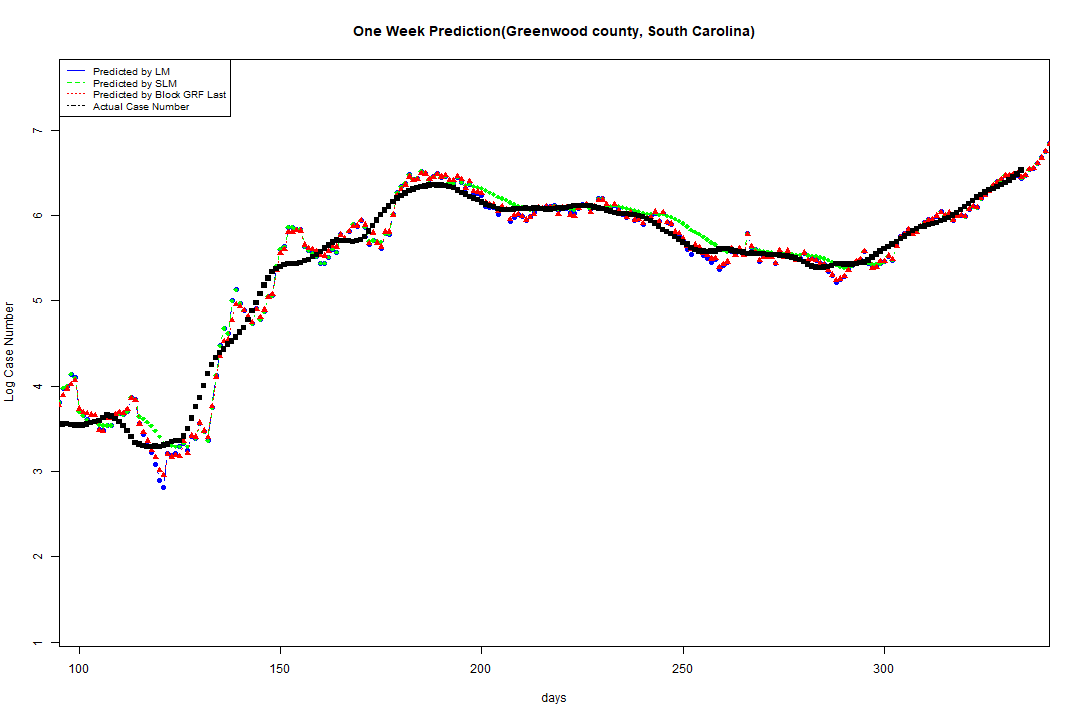 One Week Prediction(Greenwood county, South Carolina)
Predicted by LM
Predicted by SLM
Predicted by Block GRF Last
Actual Case Number
7
6
5
4
3
2
1
Log Case Number
100 150 200 250 300
days